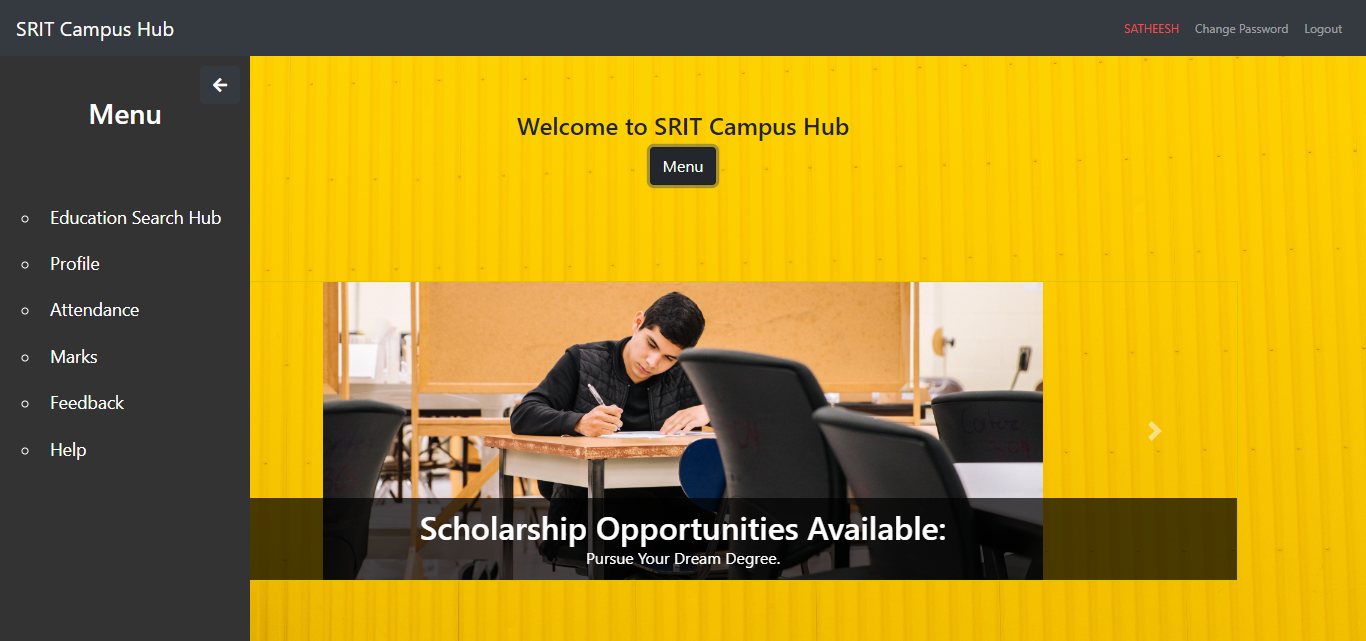 SRIT Campus Hub
SATHEESH Change Password Logout
Menu
Education Search Hub
Profile
Attendance
Marks
Feedback
Help
Welcome to SRIT Campus Hub
Menu
Scholarship Opportunities Available:
Pursue Your Dream Degree.